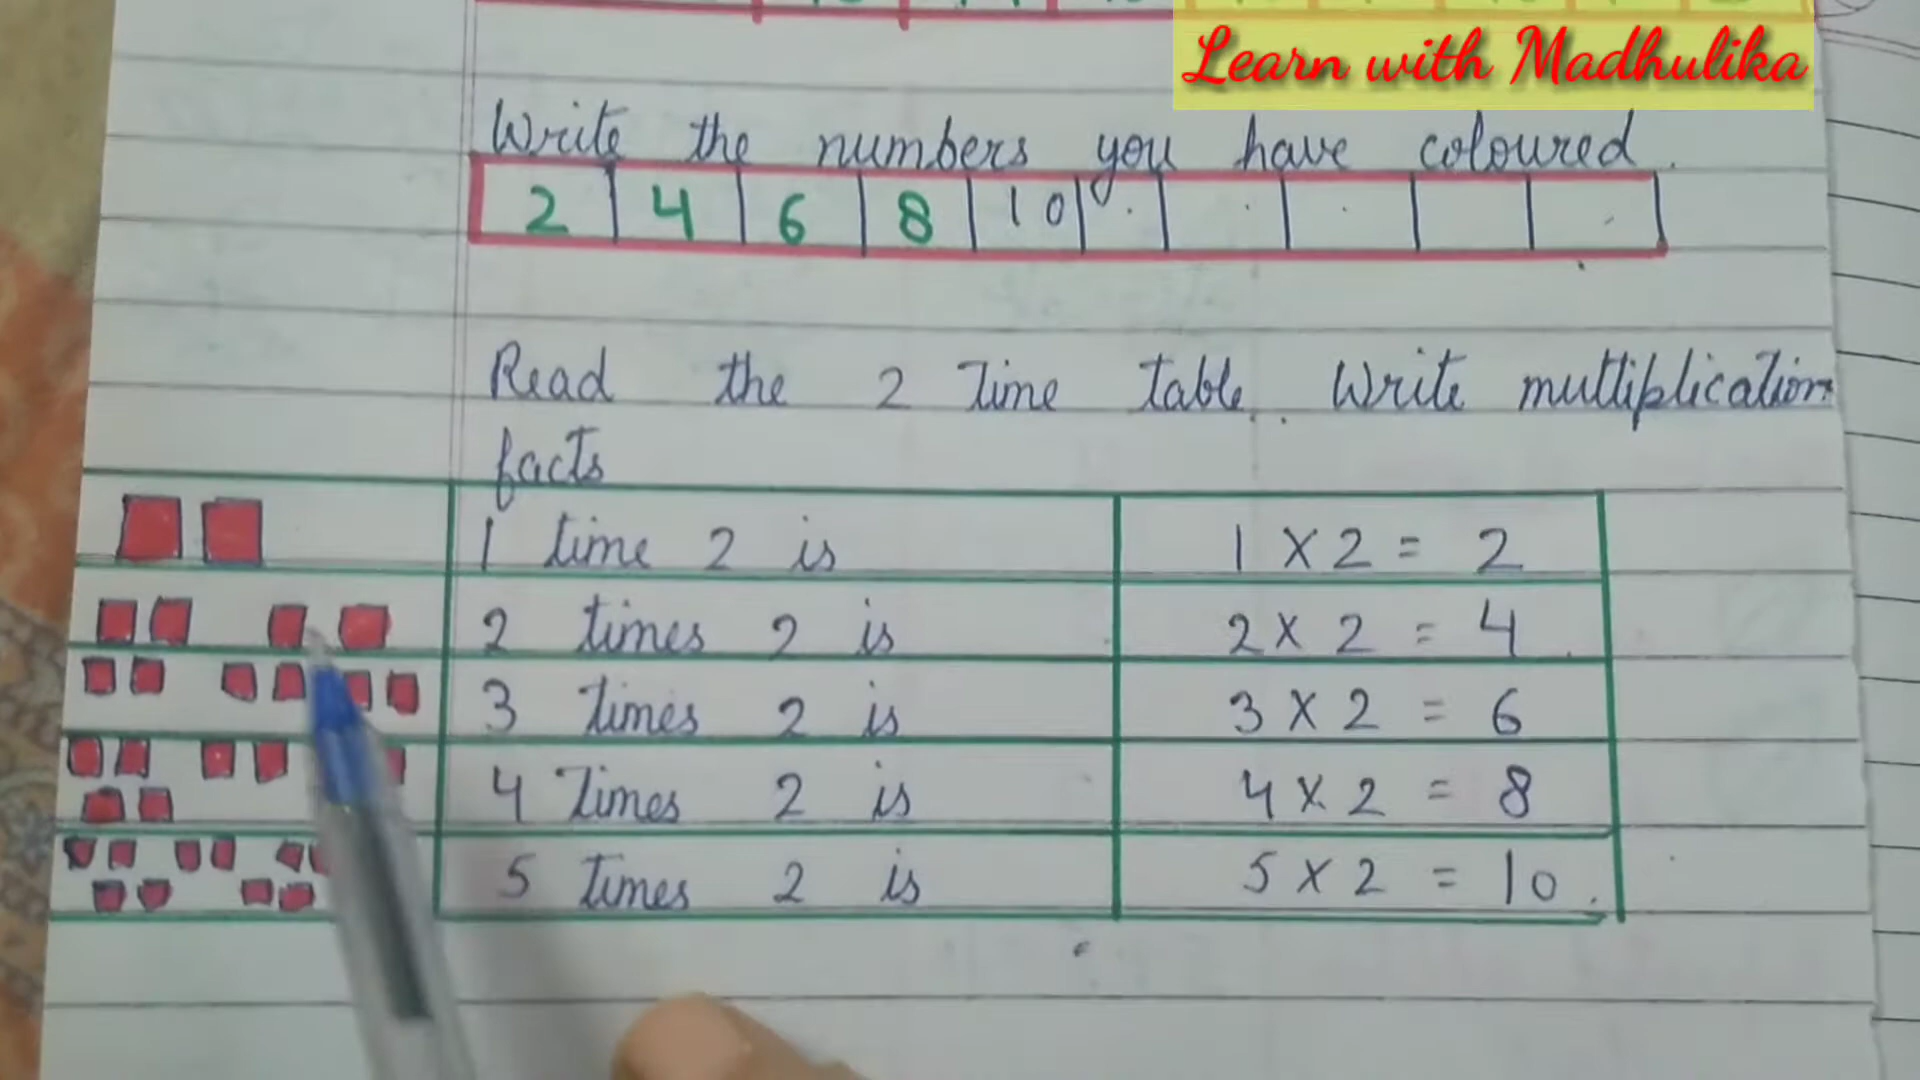 Learn with Madhulika
Write the numbers you have coloured.
2 4 6 8 10
Read the 2 Time table. Write multiplication
facts
1 time 2 is 1 X 2 = 2
2 times 2 is 2 X 2 = 4
3 times 2 is 3 X 2 = 6
4 Times 2 is 4 X 2 = 8
5 times 2 is 5 X 2 = 10.